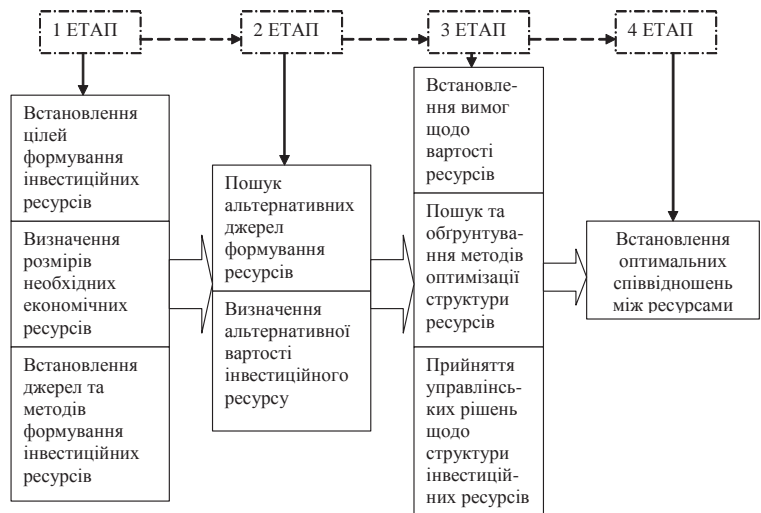 1 ЕТАП
2 ЕТАП
3 ЕТАП
4 ЕТАП
Встановлення
цілей
формування
інвестиційних
ресурсів
Визначення
розмірів
необхідних
економічних
ресурсів
Встановлення
джерел та
методів
формування
інвестиційних
ресурсів
Пошук
альтернативних
джерел
формування
ресурсів
Визначення
альтернативної
вартості
інвестиційного
ресурсу
Встановле-
ння вимог
щодо
вартості
ресурсів
Пошук та
обґрунту­вання
методів
оптимізації
структури
ресурсів
Прийняття
управлінсь-
ких рішень
щодо
структури
інвестицій-
них ресурсів
Встановлення
оптимальних
співвідношень
між ресурсами